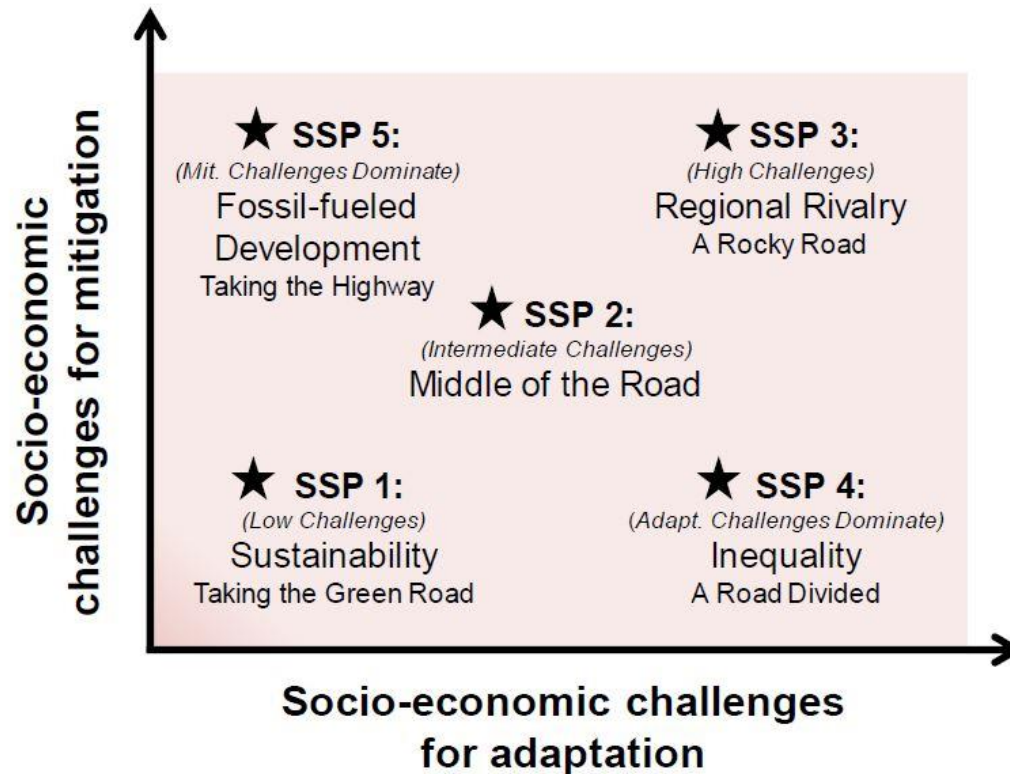 Socio-economic
challenges for mitigation
SSP 5:
(Mit. Challenges Dominate)
Fossil-fueled
Development
Taking the Highway
SSP 3:
(High Challenges)
Regional Rivalry
A Rocky Road
SSP 2:
(Intermediate Challenges)
Middle of the Road
SSP 1:
(Low Challenges)
Sustainability
Taking the Green Road
SSP 4:
(Adapt. Challenges Dominate)
Inequality
A Road Divided
Socio-economic challenges
for adaptation